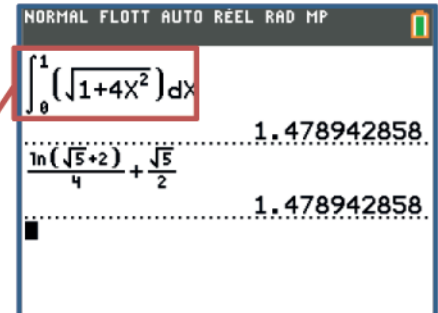 NORMAL FLOTT AUTO RÉEL RAD MP
∫₀¹(√(1+4X²))dX
1.478942858
ln(√5+2)/4+√5/2
1.478942858